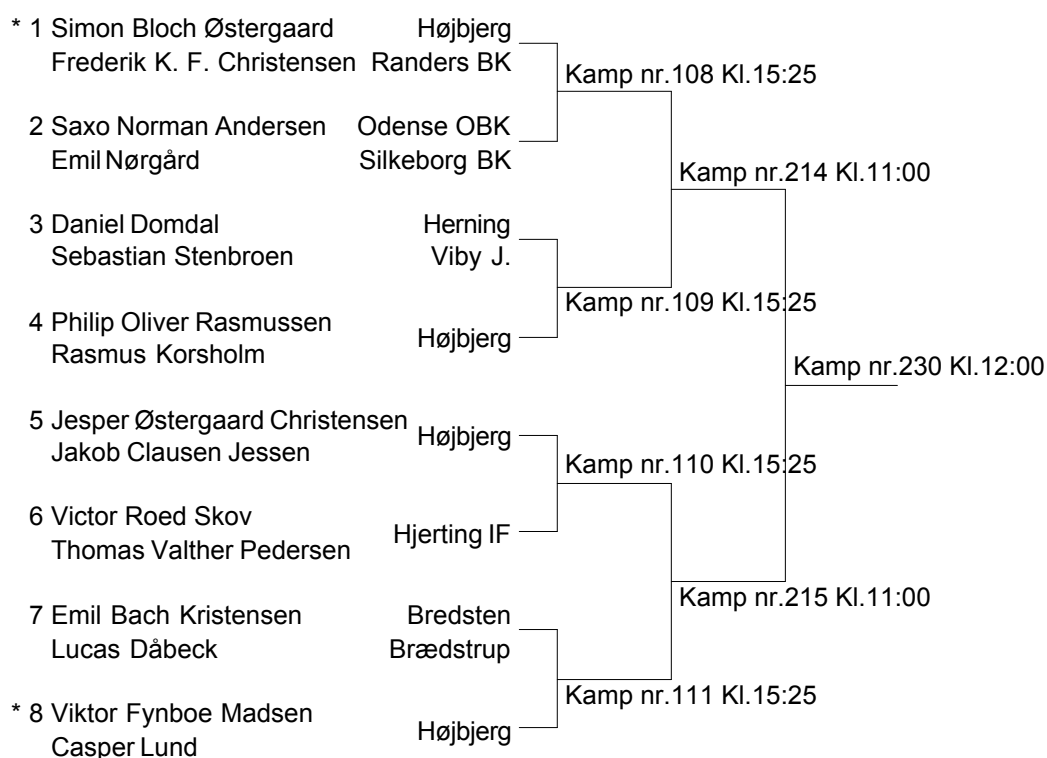 * 1 Simon Bloch Østergaard Højbjerg
Frederik K. F. Christensen Randers BK
Kamp nr.108 Kl.15:25
2 Saxo Norman Andersen Odense OBK
Emil Nørgård Silkeborg BK
Kamp nr.214 Kl.11:00
3 Daniel Domdal Herning
Sebastian Stenbroen Viby J.
Kamp nr.109 Kl.15:25
4 Philip Oliver Rasmussen
Rasmus Korsholm Højbjerg
Kamp nr.230 Kl.12:00
5 Jesper Østergaard Christensen Højbjerg
Jakob Clausen Jessen
Kamp nr.110 Kl.15:25
6 Victor Roed Skov
Thomas Valther Pedersen Hjerting IF
Kamp nr.215 Kl.11:00
7 Emil Bach Kristensen Bredsten
Lucas Dåbeck Brædstrup
Kamp nr.111 Kl.15:25
* 8 Viktor Fynboe Madsen Højbjerg
Casper Lund